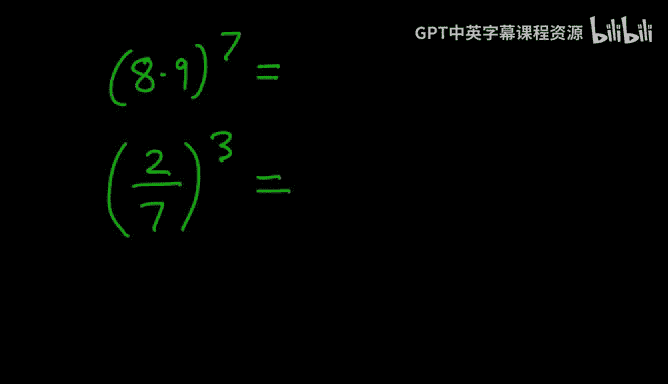 GPT中英字幕课程资源 bilibili
(8·9)^7 =
(2/7)^3 =